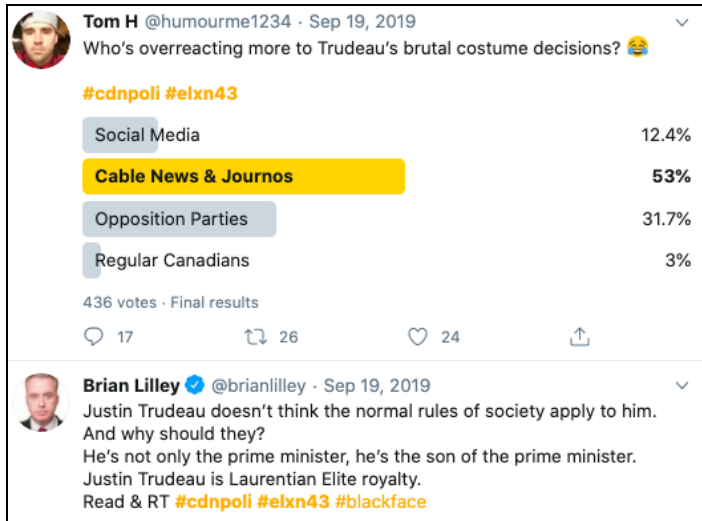 Tom H @humourme1234 · Sep 19, 2019
Who's overreacting more to Trudeau's brutal costume decisions? 😂
#cdnpoli #elxn43
Social Media 12.4%
Cable News & Journos 53%
Opposition Parties 31.7%
Regular Canadians 3%
436 votes · Final results
17 26 24
Brian Lilley @brianlilley · Sep 19, 2019
Justin Trudeau doesn't think the normal rules of society apply to him.
And why should they?
He's not only the prime minister, he's the son of the prime minister.
Justin Trudeau is Laurentian Elite royalty.
Read & RT #cdnpoli #elxn43 #blackface